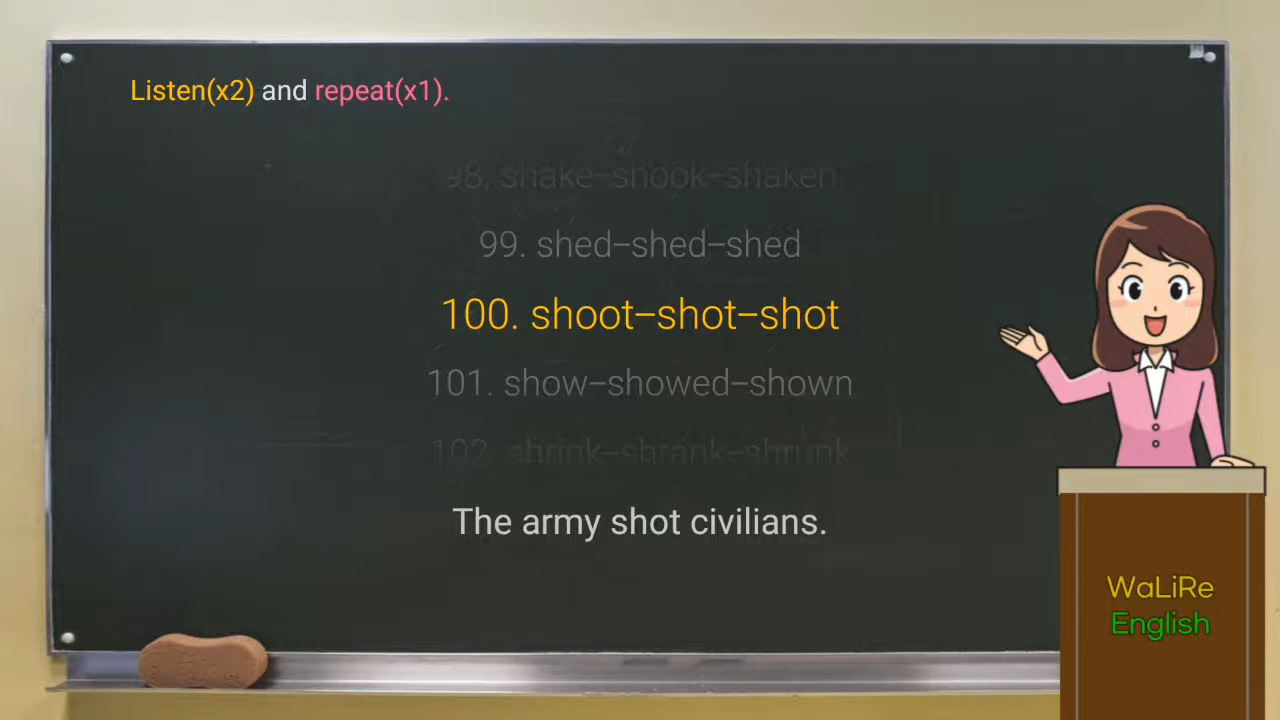 Listen(x2) and repeat(x1).
98. shake–shook–shaken
99. shed–shed–shed
100. shoot–shot–shot
101. show–showed–shown
102. shrink–shrank–shrunk
The army shot civilians.
WaLiRe
English